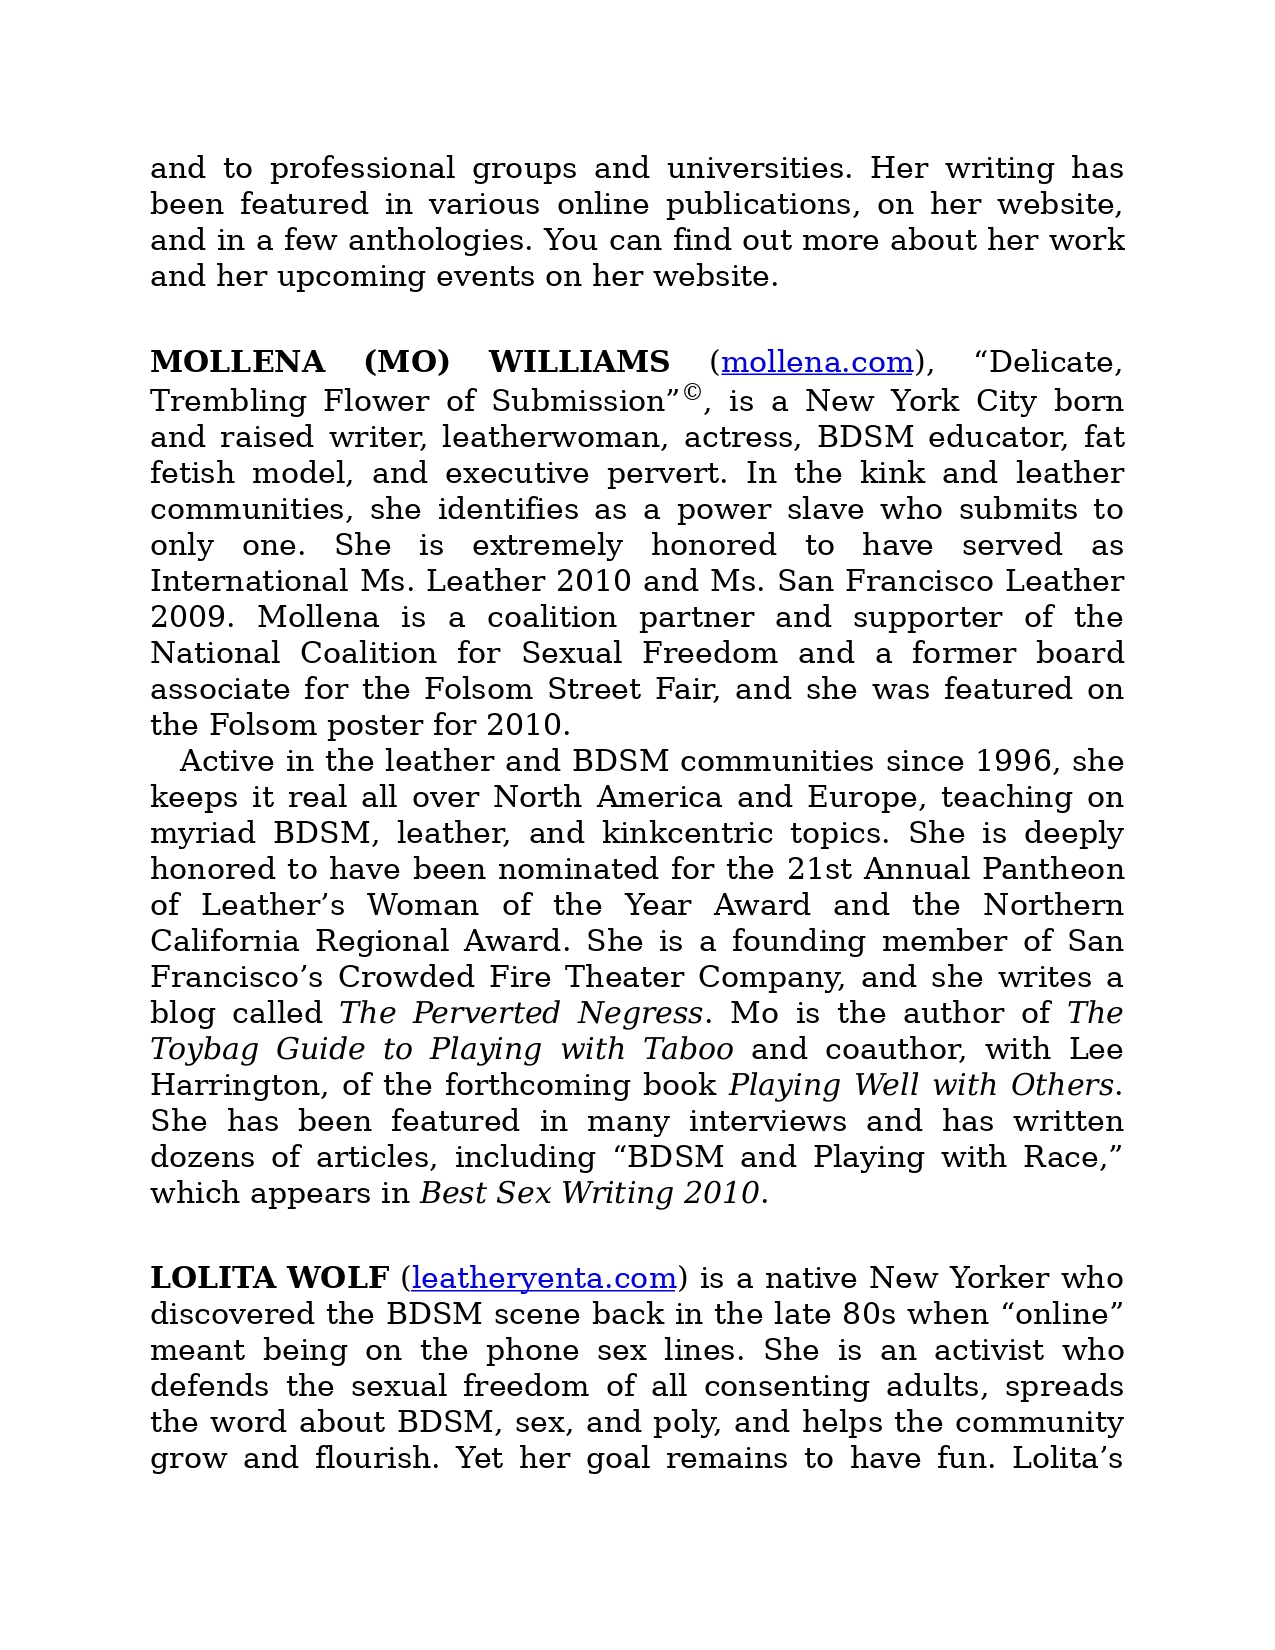 and to professional groups and universities. Her writing has
been featured in various online publications, on her website,
and in a few anthologies. You can find out more about her work
and her upcoming events on her website.
MOLLENA (MO) WILLIAMS (mollena.com), “Delicate,
Trembling Flower of Submission”©, is a New York City born
and raised writer, leatherwoman, actress, BDSM educator, fat
fetish model, and executive pervert. In the kink and leather
communities, she identifies as a power slave who submits to
only one. She is extremely honored to have served as
International Ms. Leather 2010 and Ms. San Francisco Leather
2009. Mollena is a coalition partner and supporter of the
National Coalition for Sexual Freedom and a former board
associate for the Folsom Street Fair, and she was featured on
the Folsom poster for 2010.
Active in the leather and BDSM communities since 1996, she
keeps it real all over North America and Europe, teaching on
myriad BDSM, leather, and kinkcentric topics. She is deeply
honored to have been nominated for the 21st Annual Pantheon
of Leather’s Woman of the Year Award and the Northern
California Regional Award. She is a founding member of San
Francisco’s Crowded Fire Theater Company, and she writes a
blog called The Perverted Negress. Mo is the author of The
Toybag Guide to Playing with Taboo and coauthor, with Lee
Harrington, of the forthcoming book Playing Well with Others.
She has been featured in many interviews and has written
dozens of articles, including “BDSM and Playing with Race,”
which appears in Best Sex Writing 2010.
LOLITA WOLF (leatheryenta.com) is a native New Yorker who
discovered the BDSM scene back in the late 80s when “online”
meant being on the phone sex lines. She is an activist who
defends the sexual freedom of all consenting adults, spreads
the word about BDSM, sex, and poly, and helps the community
grow and flourish. Yet her goal remains to have fun. Lolita’s